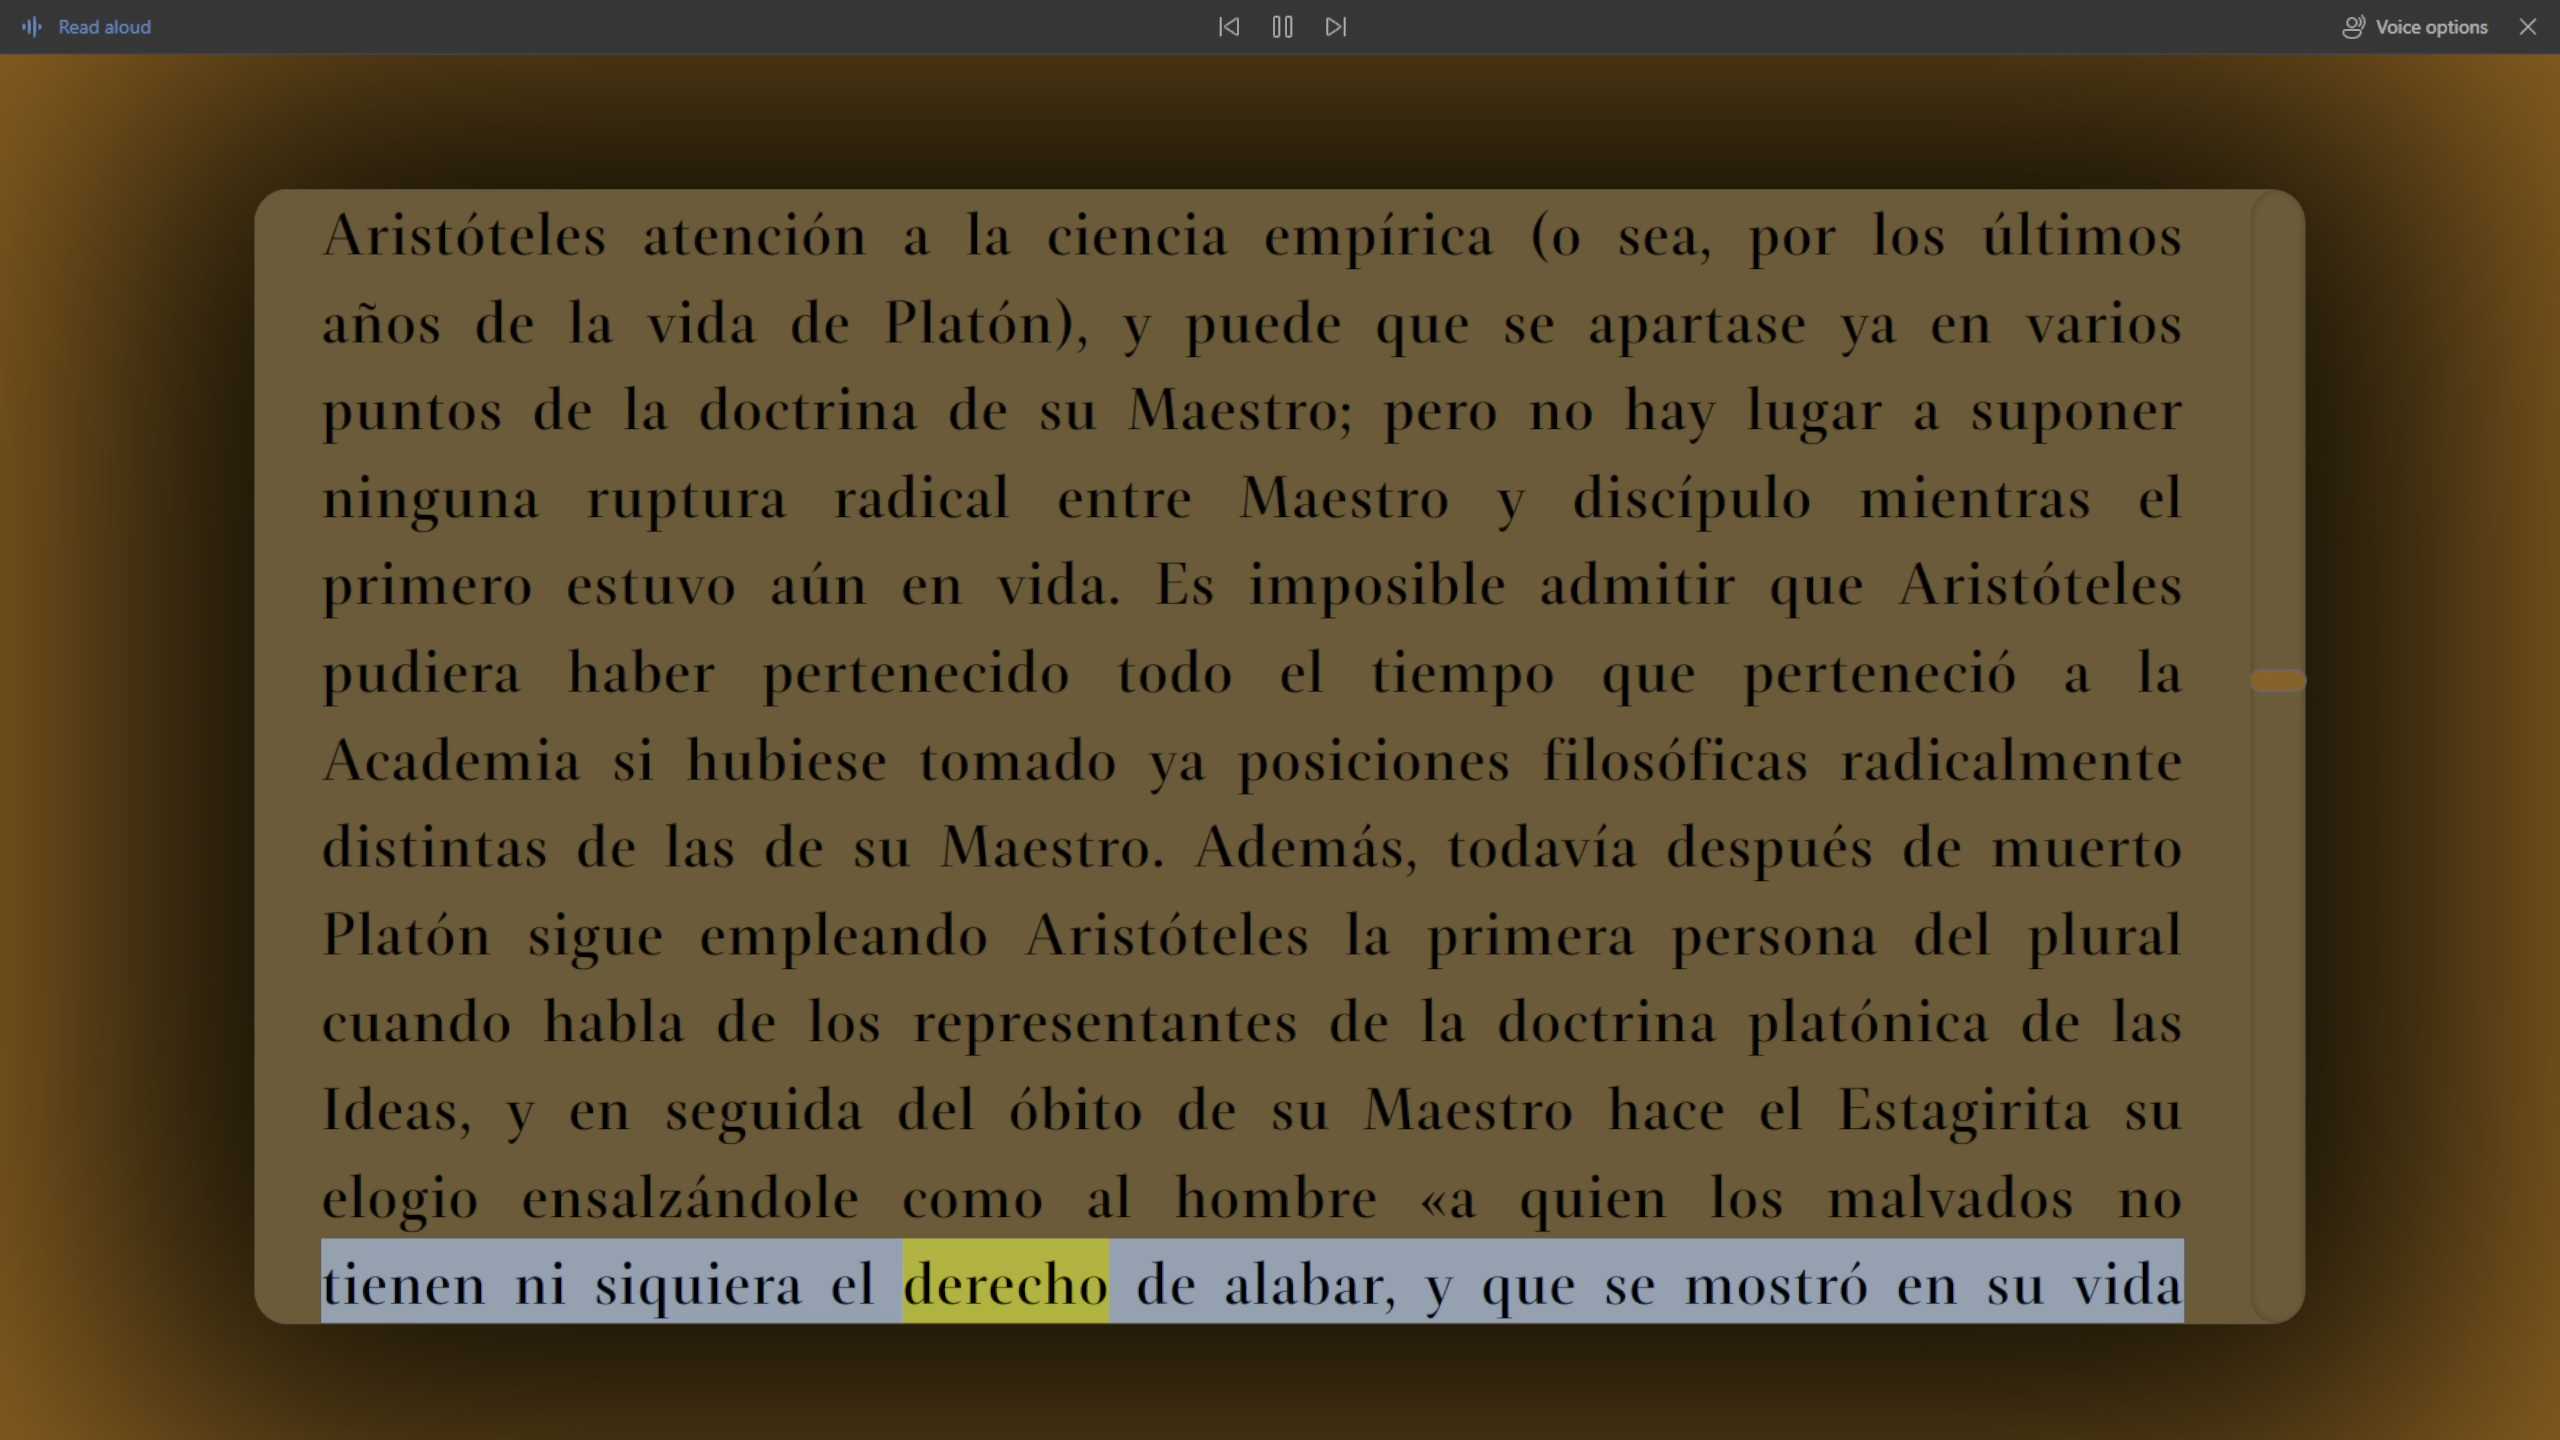 Read aloud
Voice options
Aristóteles atención a la ciencia empírica (o sea, por los últimos
años de la vida de Platón), y puede que se apartase ya en varios
puntos de la doctrina de su Maestro; pero no hay lugar a suponer
ninguna ruptura radical entre Maestro y discípulo mientras el
primero estuvo aún en vida. Es imposible admitir que Aristóteles
pudiera haber pertenecido todo el tiempo que perteneció a la
Academia si hubiese tomado ya posiciones filosóficas radicalmente
distintas de las de su Maestro. Además, todavía después de muerto
Platón sigue empleando Aristóteles la primera persona del plural
cuando habla de los representantes de la doctrina platónica de las
Ideas, y en seguida del óbito de su Maestro hace el Estagirita su
elogio ensalzándole como al hombre «a quien los malvados no
tienen ni siquiera el derecho de alabar, y que se mostró en su vida